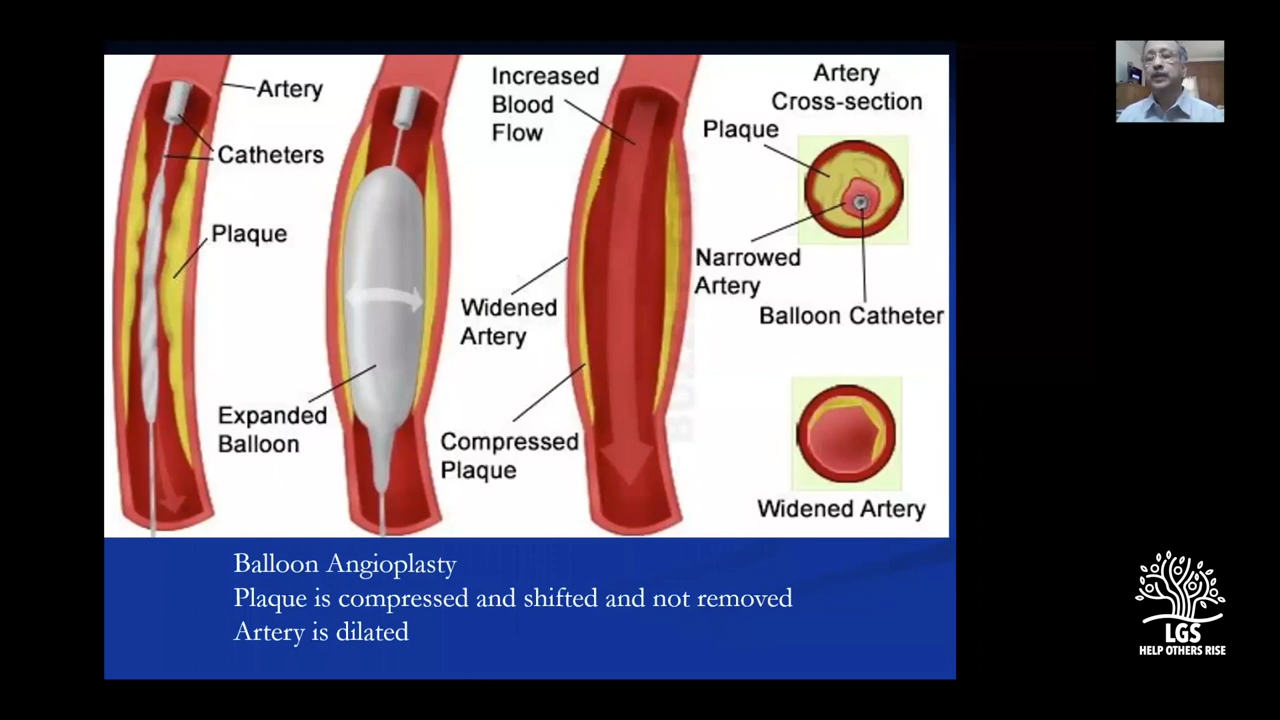 Artery
Catheters
Plaque
Expanded
Balloon
Increased
Blood
Flow
Widened
Artery
Compressed
Plaque
Artery
Cross-section
Plaque
Narrowed
Artery
Balloon Catheter
Widened Artery
Balloon Angioplasty
Plaque is compressed and shifted and not removed
Artery is dilated
LGS
HELP OTHERS RISE